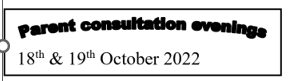 Parent consultation evenings
18th & 19th October 2022